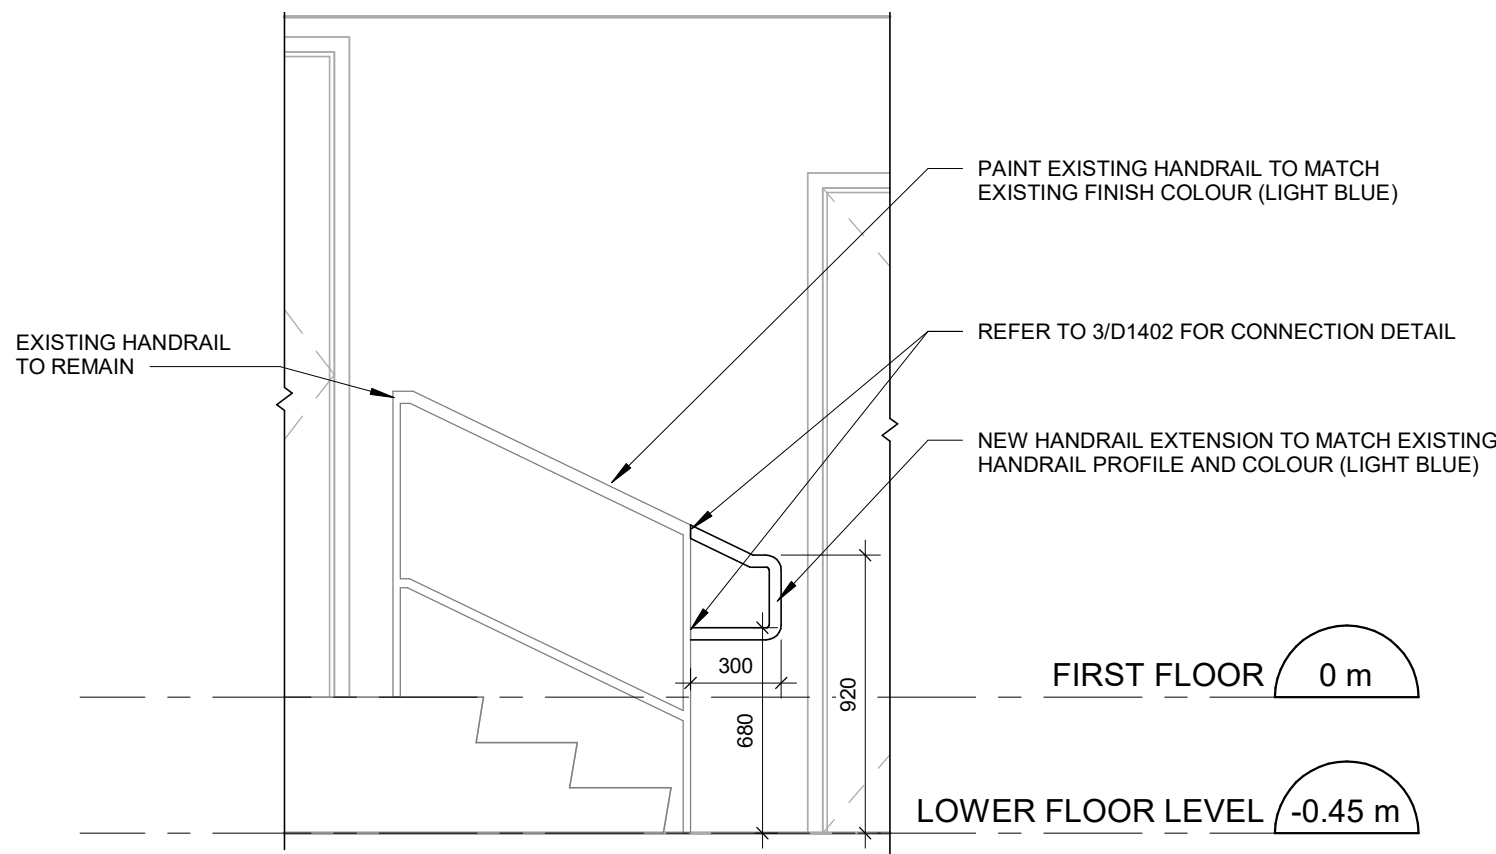 PAINT EXISTING HANDRAIL TO MATCH
EXISTING FINISH COLOUR (LIGHT BLUE)
EXISTING HANDRAIL
TO REMAIN
REFER TO 3/D1402 FOR CONNECTION DETAIL
NEW HANDRAIL EXTENSION TO MATCH EXISTING
HANDRAIL PROFILE AND COLOUR (LIGHT BLUE)
300
920
680
FIRST FLOOR 0 m
LOWER FLOOR LEVEL -0.45 m